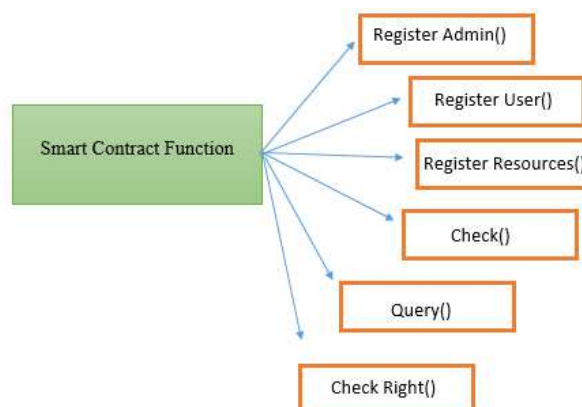 Register Admin()
Register User()
Smart Contract Function
Register Resources()
Check()
Query()
Check Right()